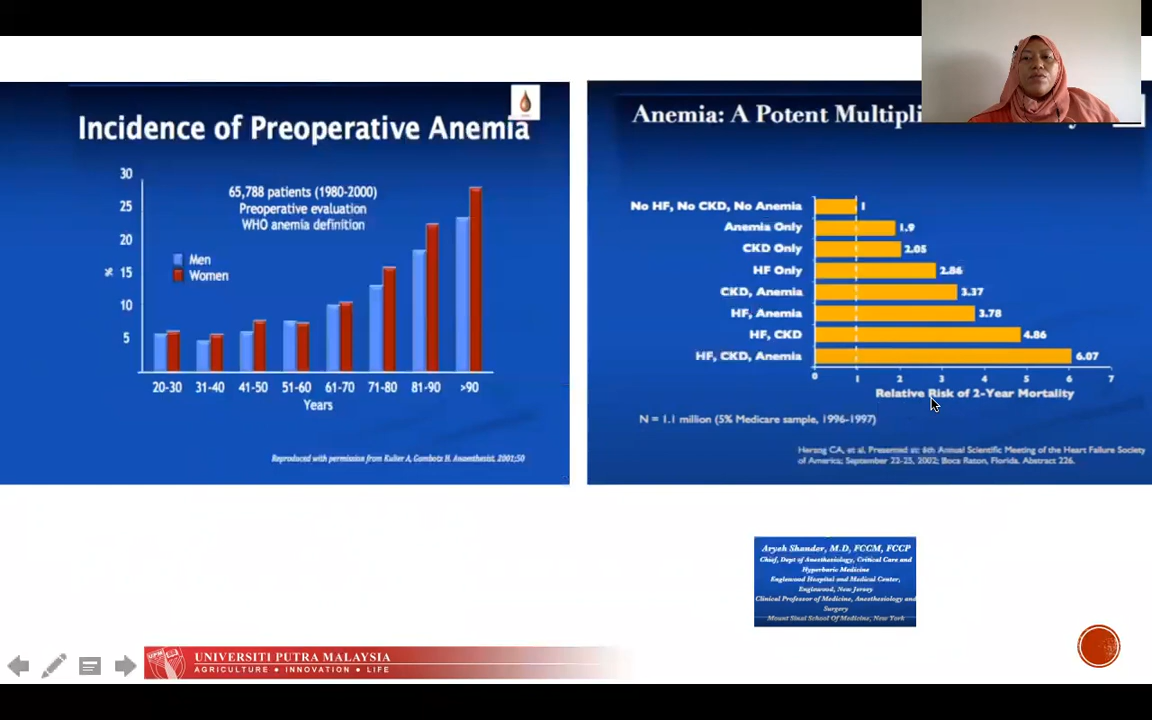 Incidence of Preoperative Anemia
30
25
20
% 15
10
5
65,788 patients (1980-2000)
Preoperative evaluation
WHO anemia definition
Men
Women
20-30 31-40 41-50 51-60 61-70 71-80 81-90 >90
Years
Reproduced with permission from Kulier A, Gombotz H. Anaesthesist, 2001;50
Anemia: A Potent Multipli
No HF, No CKD, No Anemia 1
Anemia Only 1.9
CKD Only 2.05
HF Only 2.86
CKD, Anemia 3.37
HF, Anemia 3.78
HF, CKD 4.86
HF, CKD, Anemia 6.07
0 1 2 3 4 5 6 7
Relative Risk of 2-Year Mortality
N = 1.1 million (5% Medicare sample, 1996-1997)
Herzog CA, et al. Presented at: 6th Annual Scientific Meeting of the Heart Failure Society
of America; September 22-25, 2002; Boca Raton, Florida. Abstract 226.
Aryeh Shander, M.D, FCCM, FCCP
Chief, Dept of Anesthesiology, Critical Care and
Hyperbaric Medicine
Englewood Hospital and Medical Center,
Englewood, New Jersey
Clinical Professor of Medicine, Anesthesiology and
Surgery
Mount Sinai School Of Medicine, New York
UNIVERSITI PUTRA MALAYSIA
AGRICULTURE ● INNOVATION ● LIFE